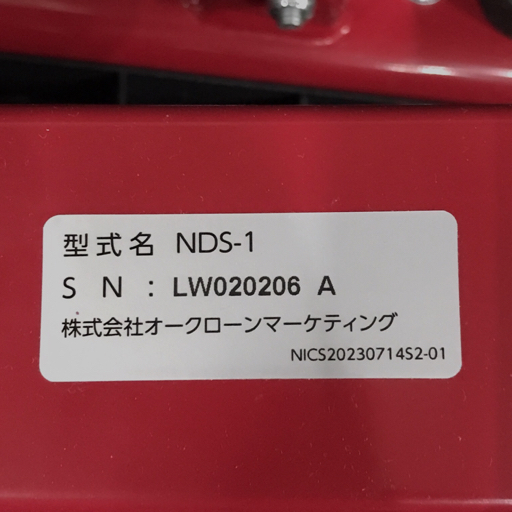 型式名 NDS-1
S N : LW020206 A
株式会社オークローンマーケティング
NICS20230714S2-01